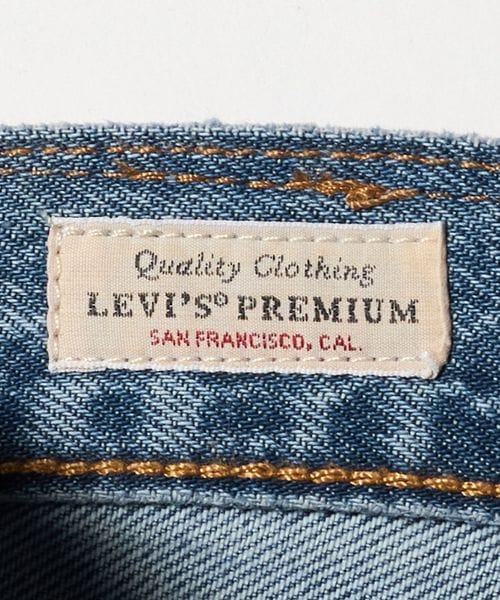 Quality Clothing
LEVI'S® PREMIUM
SAN FRANCISCO, CAL.